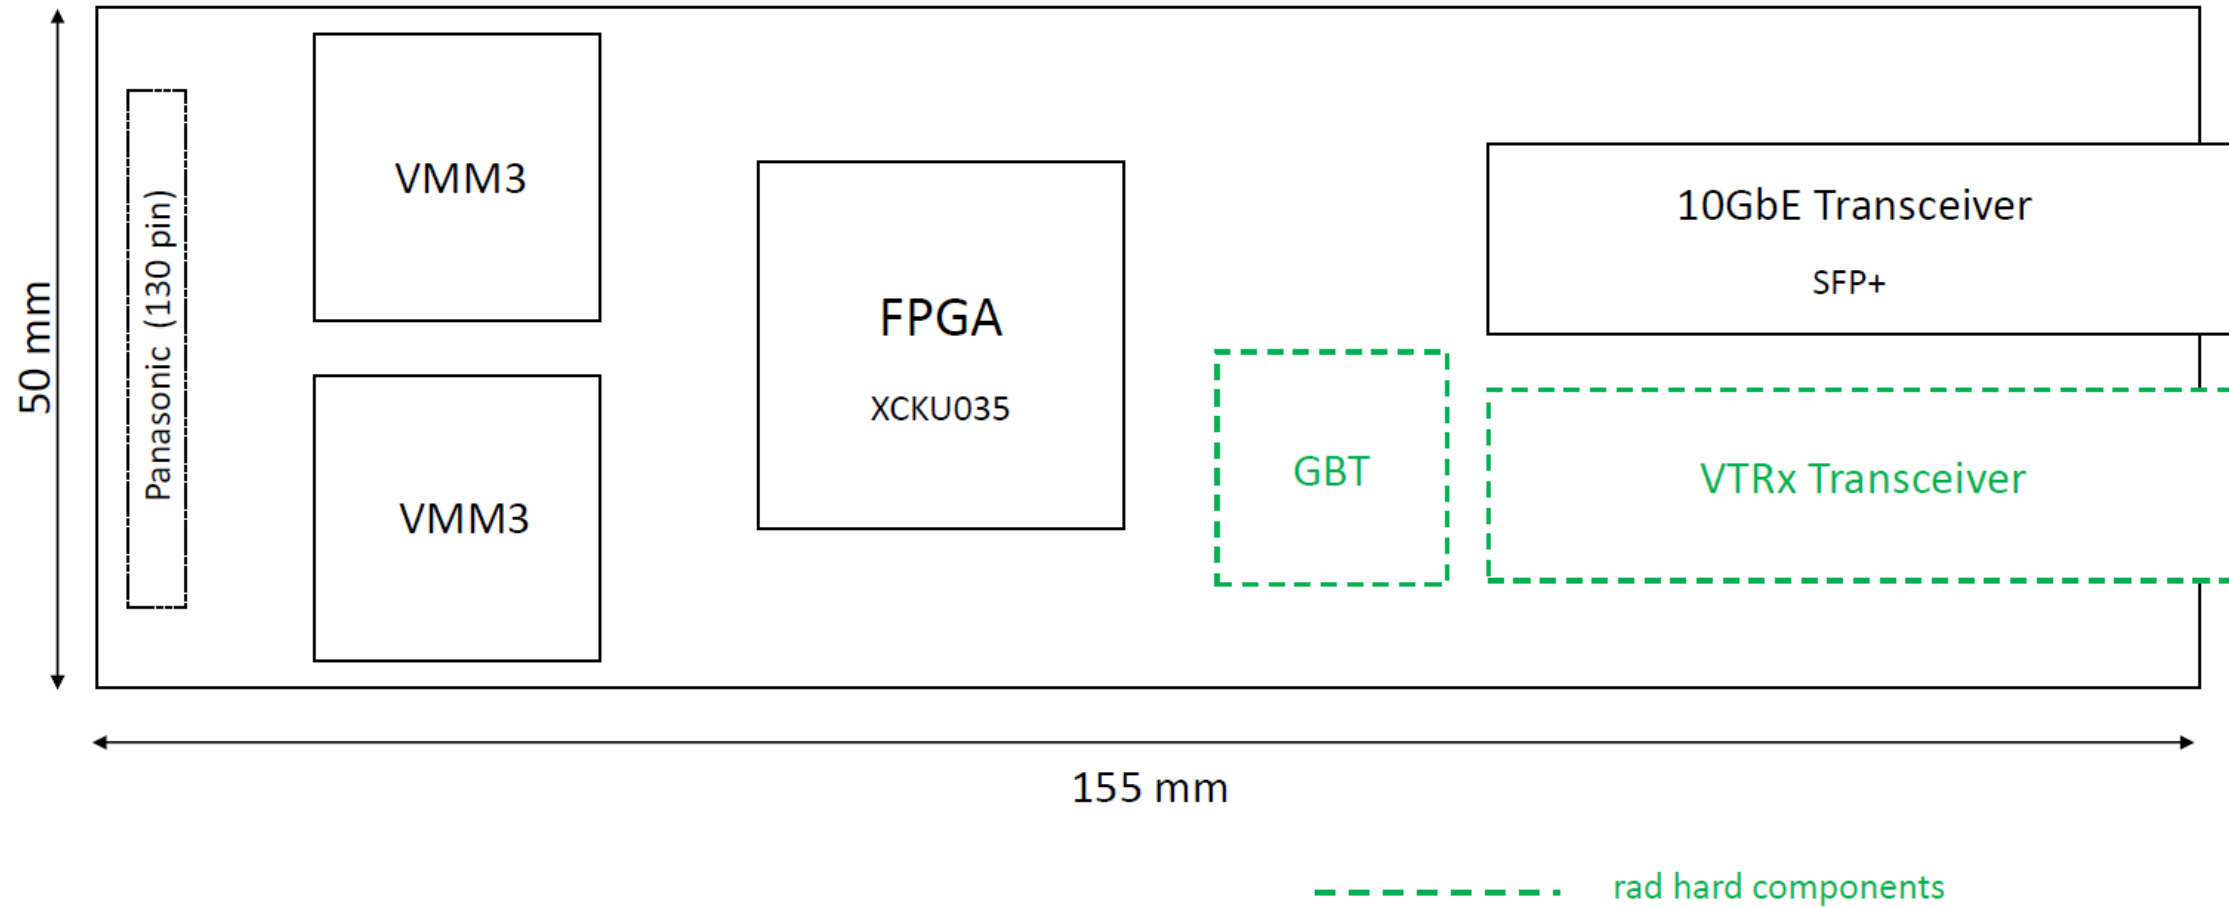 50 mm
Panasonic (130 pin)
VMM3
VMM3
FPGA
XCKU035
GBT
10GbE Transceiver
SFP+
VTRx Transceiver
155 mm
rad hard components